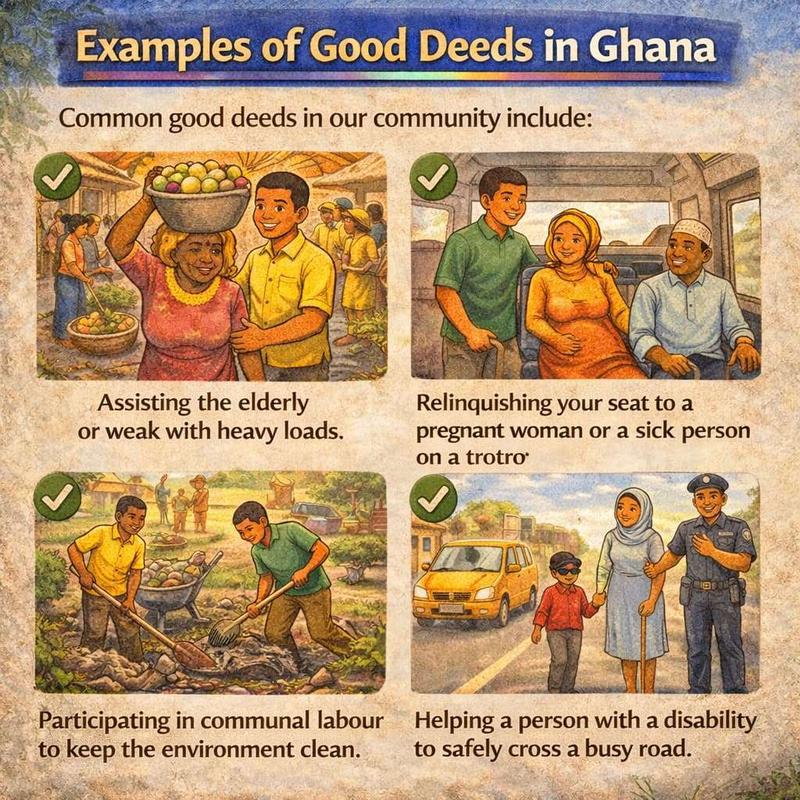 Examples of Good Deeds in Ghana
Common good deeds in our community include:
Assisting the elderly
or weak with heavy loads.
Relinquishing your seat to a
pregnant woman or a sick person
on a trotro
Participating in communal labour
to keep the environment clean.
Helping a person with a disability
to safely cross a busy road.